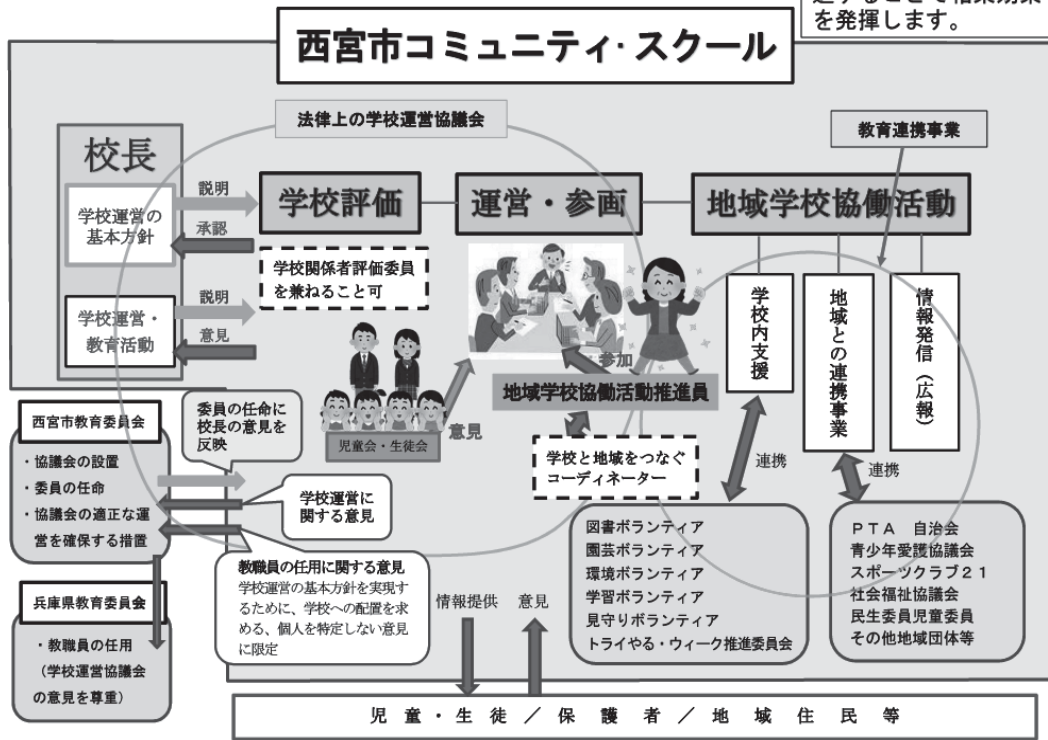 を発揮します。
西宮市コミュニティ・スクール
法律上の学校運営協議会
教育連携事業
校長
学校運営の
基本方針
説明
承認
学校運営・
教育活動
説明
意見
学校評価
運営・参画
地域学校協働活動
学校関係者評価委員
を兼ねること可
児童会・生徒会
意見
参加
地域学校協働活動推進員
学校と地域をつなぐ
コーディネーター
学校内支援
地域との連携事業
情報発信(広報)
連携
連携
西宮市教育委員会
・協議会の設置
・委員の任命
・協議会の適正な運
営を確保する措置
委員の任命に
校長の意見を
反映
学校運営に
関する意見
教職員の任用に関する意見
学校運営の基本方針を実現す
るために、学校への配置を求
める、個人を特定しない意見
に限定
兵庫県教育委員会
・教職員の任用
(学校運営協議会
の意見を尊重)
情報提供
意見
図書ボランティア
園芸ボランティア
環境ボランティア
学習ボランティア
見守りボランティア
トライやる・ウィーク推進委員会
PTA 自治会
青少年愛護協議会
スポーツクラブ21
社会福祉協議会
民生委員児童委員
その他地域団体等
児童・生徒/保護者/地域住民等